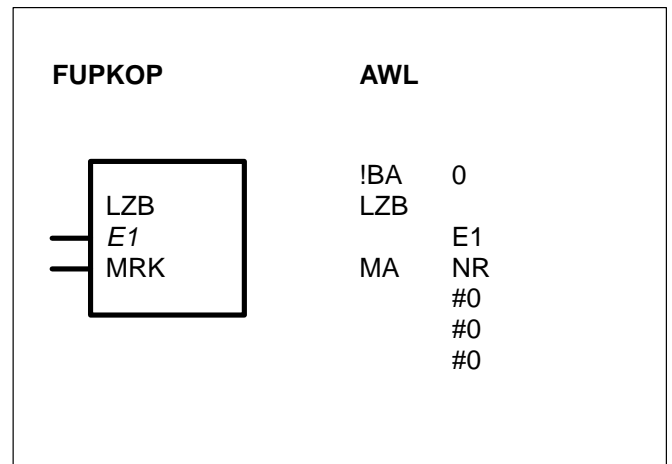 FUPKOP AWL
!BA 0
LZB LZB
E1 E1
MRK MA NR
#0
#0
#0